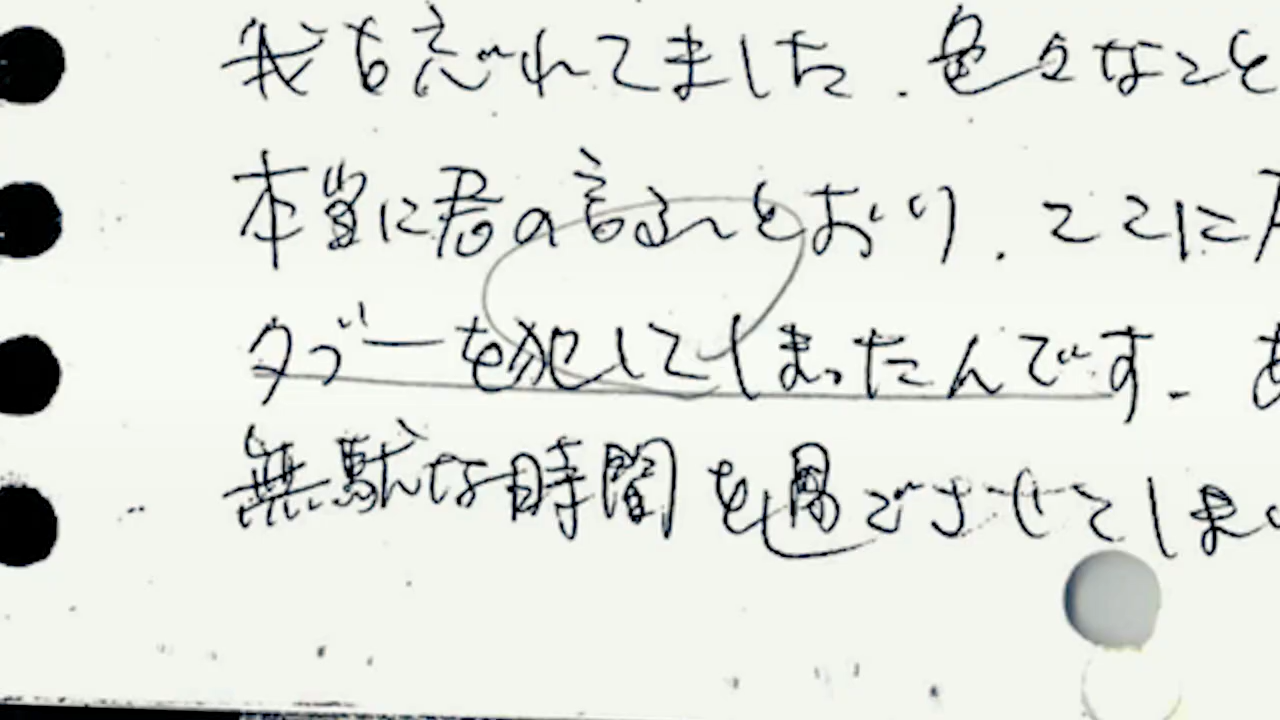 我も忘れてました.色々なことを
本当に君の言うとおり.ここに
タブーを犯してしまったんです.あ
無駄な時間を過ごさせてしまい